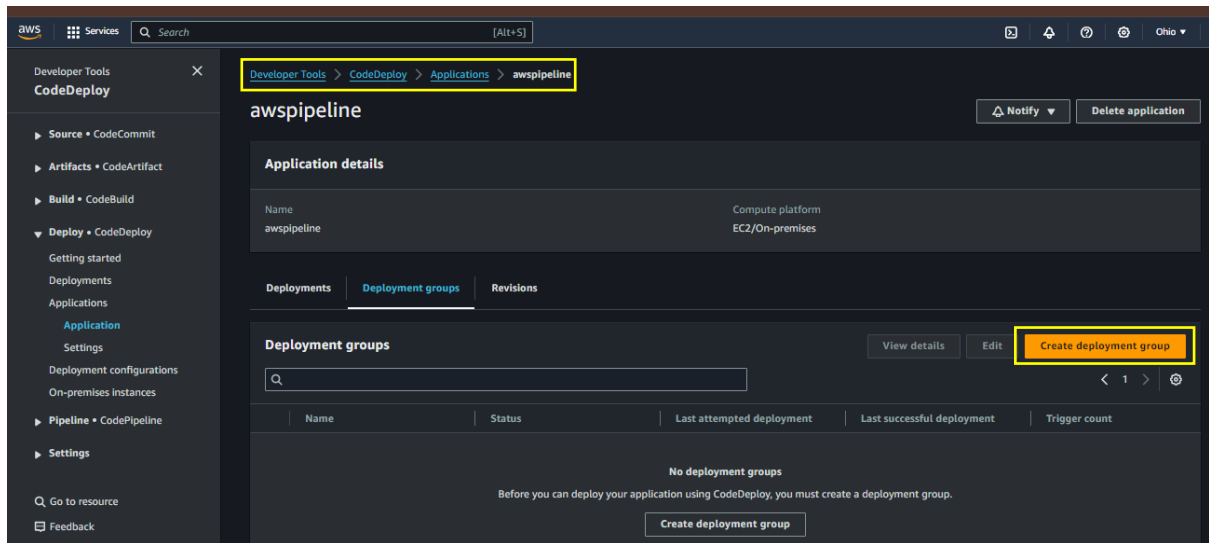 aws Services Search [Alt+S] Ohio
Developer Tools
CodeDeploy
Source • CodeCommit
Artifacts • CodeArtifact
Build • CodeBuild
Deploy • CodeDeploy
Getting started
Deployments
Applications
Application
Settings
Deployment configurations
On-premises instances
Pipeline • CodePipeline
Settings
Go to resource
Feedback
Developer Tools > CodeDeploy > Applications > awspipeline
awspipeline Notify Delete application
Application details
Name Compute platform
awspipeline EC2/On-premises
Deployments Deployment groups Revisions
Deployment groups View details Edit Create deployment group
1
Name Status Last attempted deployment Last successful deployment Trigger count
No deployment groups
Before you can deploy your application using CodeDeploy, you must create a deployment group.
Create deployment group